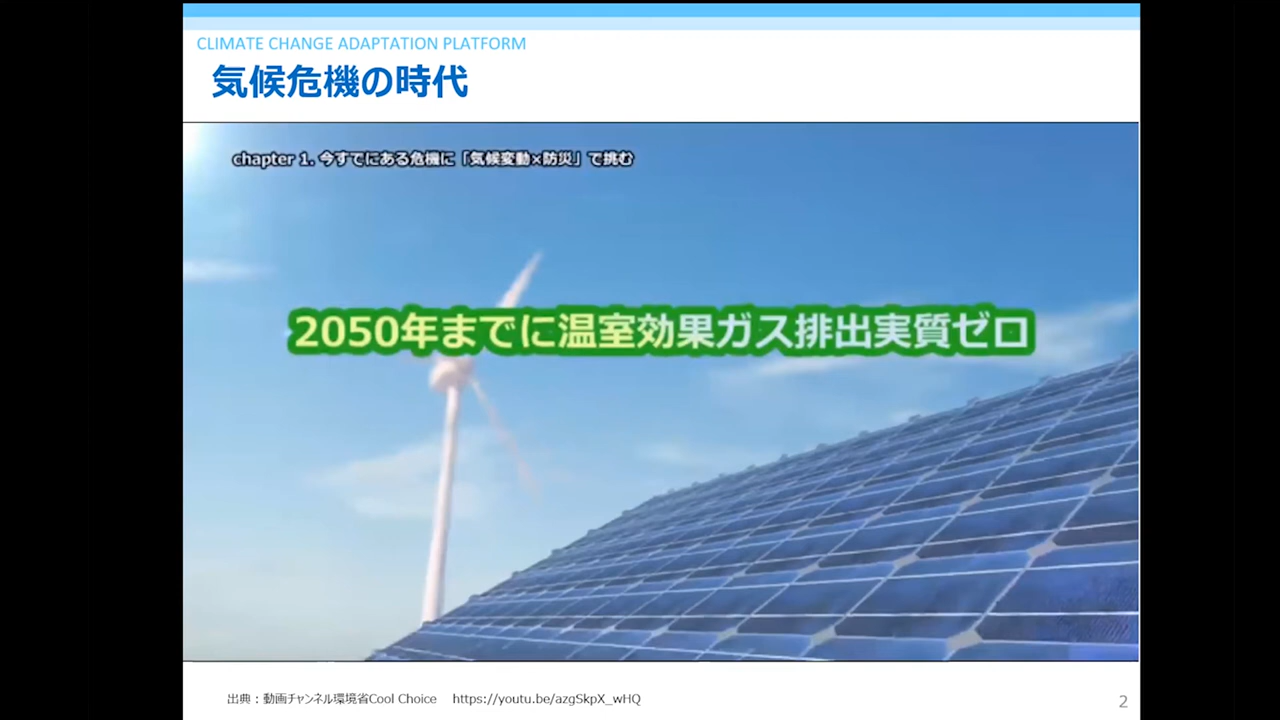 CLIMATE CHANGE ADAPTATION PLATFORM
気候危機の時代
chapter 1. 今すでにある危機に「気候変動×防災」で挑む
2050年までに温室効果ガス排出実質ゼロ
出典：動画チャンネル環境省Cool Choice https://youtu.be/azgSkpX_wHQ
2